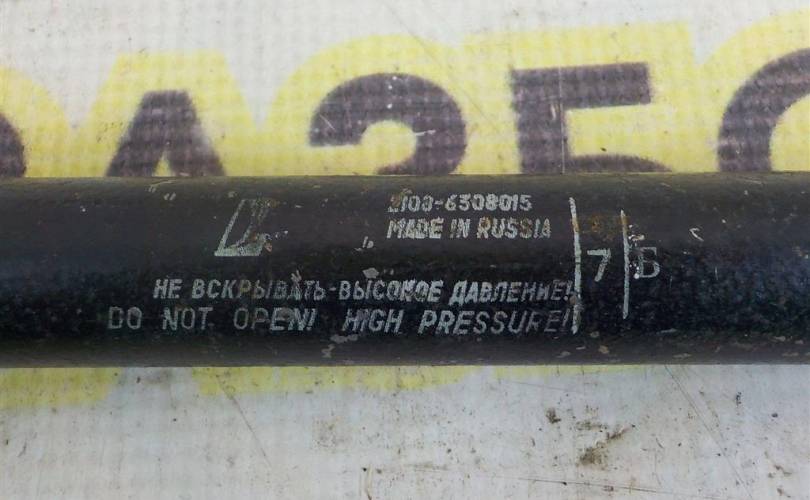 2108-6308015
MADE IN RUSSIA
7 Б
НЕ ВСКРЫВАТЬ-ВЫСОКОЕ ДАВЛЕНИЕ!
DO NOT OPEN! HIGH PRESSURE!